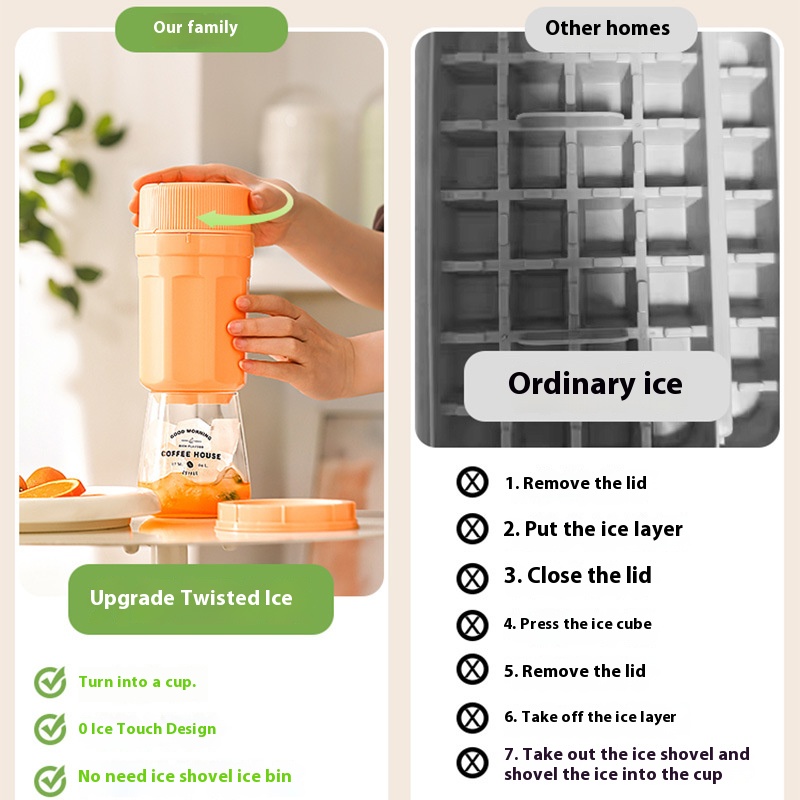 Our family
GOOD MORNING
COFFEE HOUSE
Upgrade Twisted Ice
Turn into a cup.
0 Ice Touch Design
No need ice shovel ice bin
Other homes
Ordinary ice
1. Remove the lid
2. Put the ice layer
3. Close the lid
4. Press the ice cube
5. Remove the lid
6. Take off the ice layer
7. Take out the ice shovel and
shovel the ice into the cup